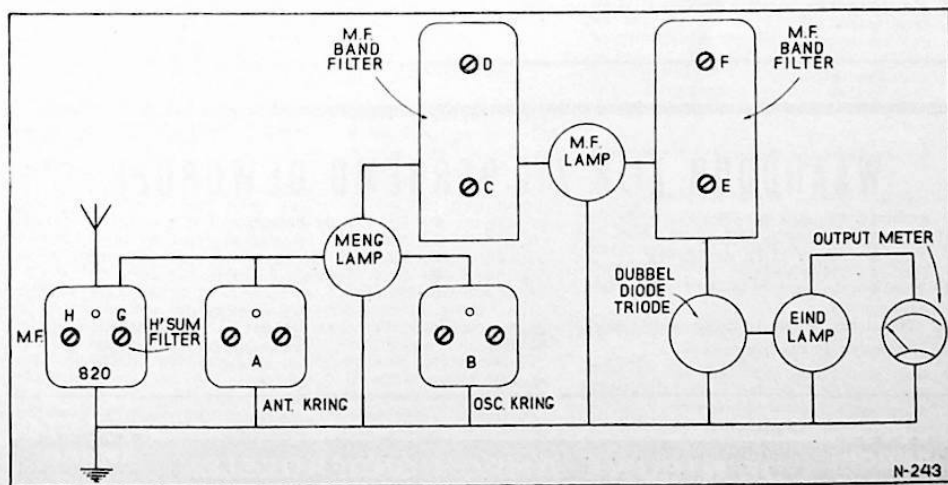 M.F.
BAND
FILTER
D
C
M.F.
BAND
FILTER
F
E
M.F.
LAMP
MENG
LAMP
OUTPUT METER
DUBBEL
DIODE
TRIODE
EIND
LAMP
M.F.
H
G
820
H'SUM
FILTER
A
ANT. KRING
B
OSC. KRING
N-243